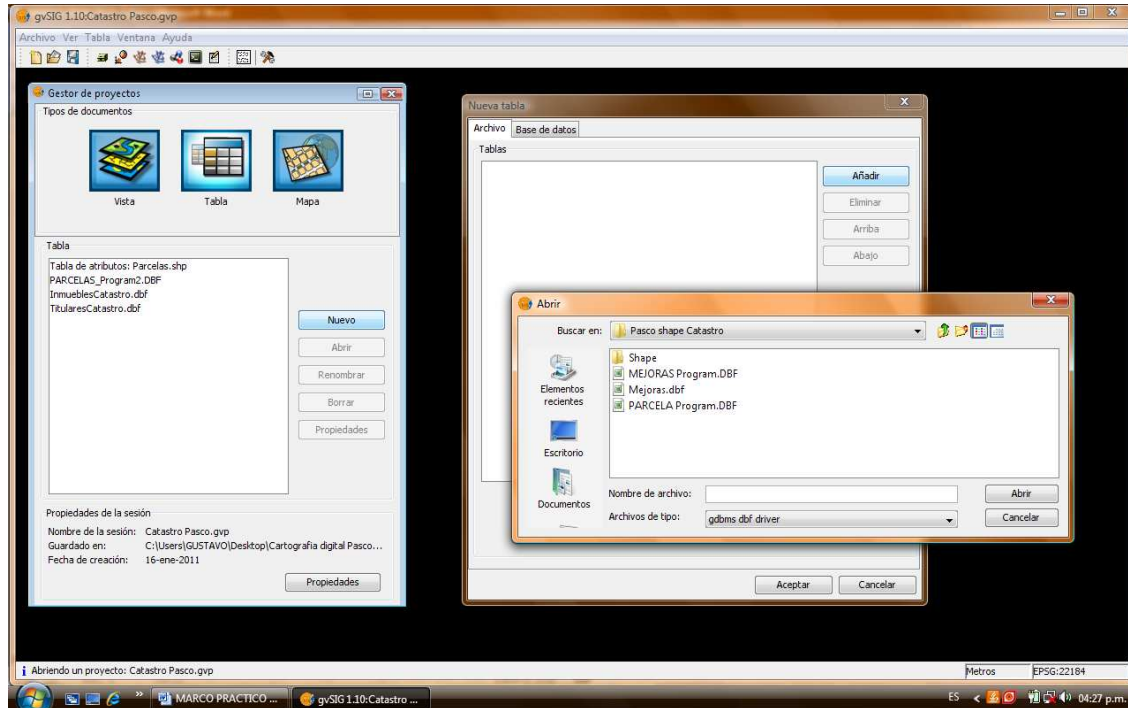 gvSIG 1.10:Catastro Pasco.gvp
Archivo Ver Tabla Ventana Ayuda
Gestor de proyectos
Tipos de documentos
Vista
Tabla
Mapa
Tabla
Tabla de atributos: Parcelas.shp
PARCELAS_Program2.DBF
InmueblesCatastro.dbf
TitularesCatastro.dbf
Nuevo
Abrir
Renombrar
Borrar
Propiedades
Propiedades de la sesión
Nombre de la sesión: Catastro Pasco.gvp
Guardado en: C:\Users\GUSTAVO\Desktop\Cartografia digital Pasco...
Fecha de creación: 16-ene-2011
Propiedades
Nueva tabla
Archivo Base de datos
Tablas
Añadir
Eliminar
Arriba
Abajo
Abrir
Buscar en: Pasco shape Catastro
Elementos recientes
Escritorio
Documentos
Shape
MEJORAS Program.DBF
Mejoras.dbf
PARCELA Program.DBF
Nombre de archivo:
Abrir
Archivos de tipo: gdbms dbf driver
Cancelar
Aceptar
Cancelar
Abriendo un proyecto: Catastro Pasco.gvp
Metros
EPSG:22184
MARCO PRACTICO ...
gvSIG 1.10:Catastro ...
ES
04:27 p.m.